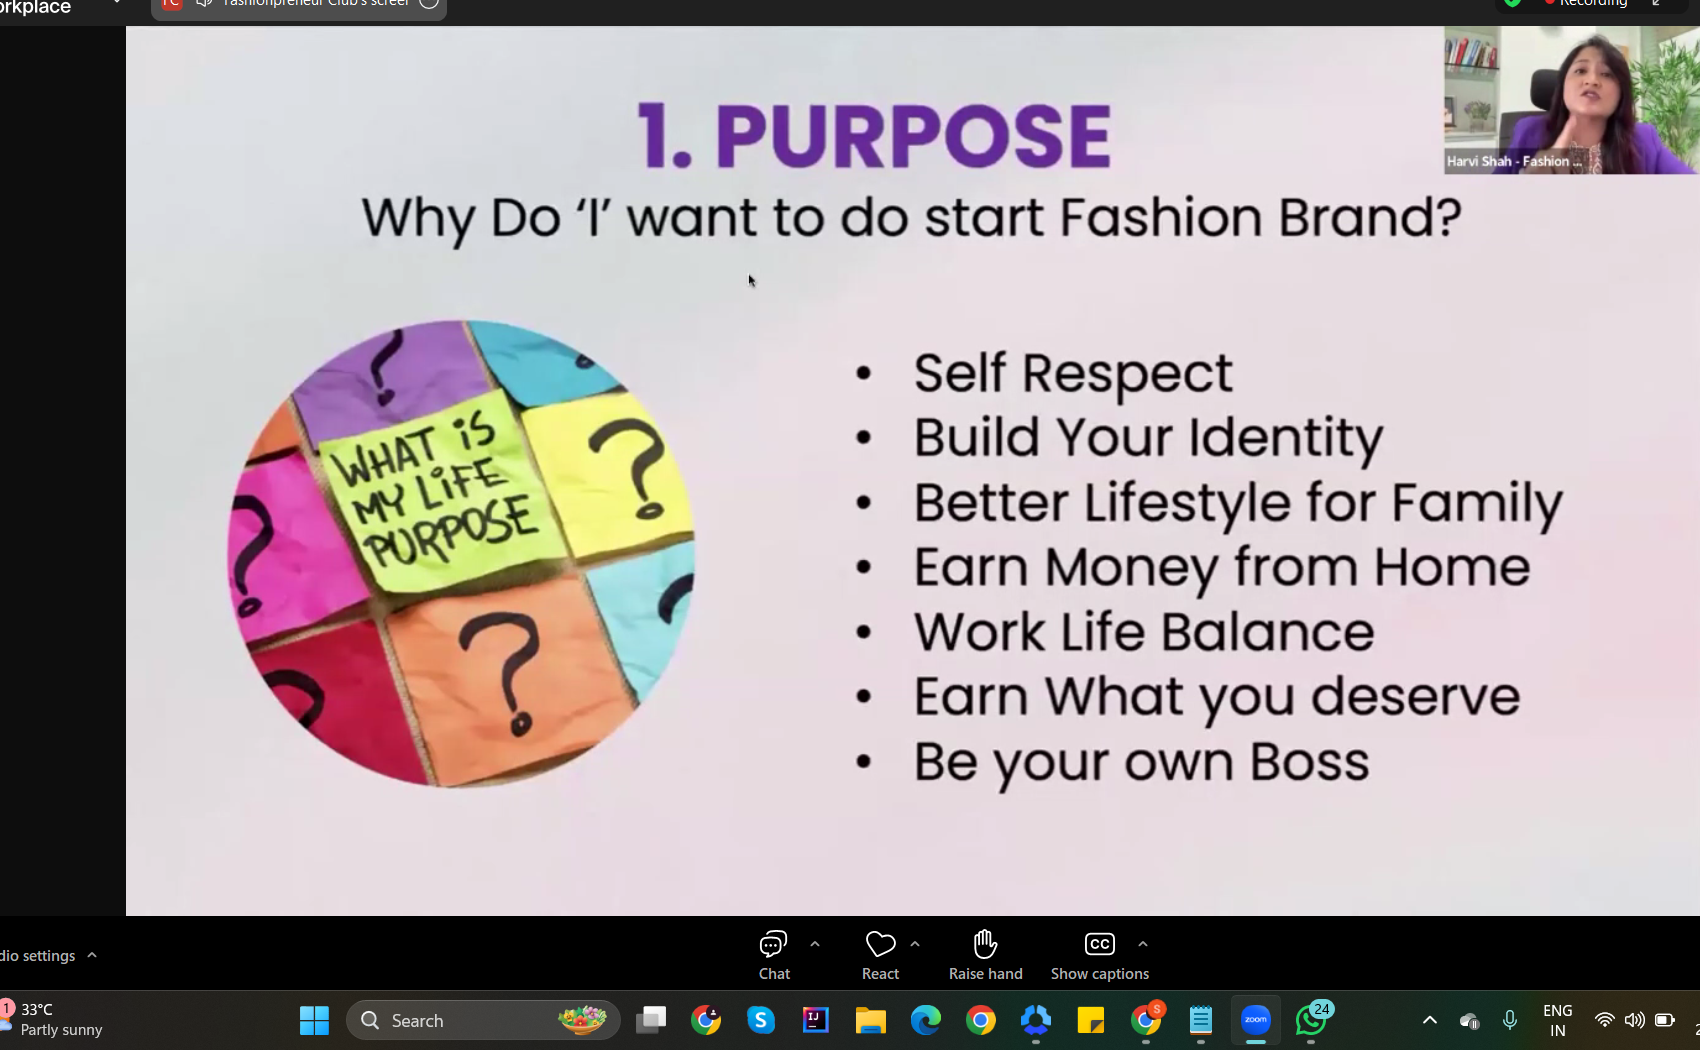 rkplace
Fashionpreneur Club's screen
Recording
1. PURPOSE
Why Do ‘I’ want to do start Fashion Brand?
Harvi Shah - Fashion ...
?
?
?
?
WHAT iS
MY LiFE
PURPOSE
• Self Respect
• Build Your Identity
• Better Lifestyle for Family
• Earn Money from Home
• Work Life Balance
• Earn What you deserve
• Be your own Boss
dio settings
Chat
React
Raise hand
CC
Show captions
1
33°C
Partly sunny
Search
S
IJ
S
zoom
24
ENG
IN